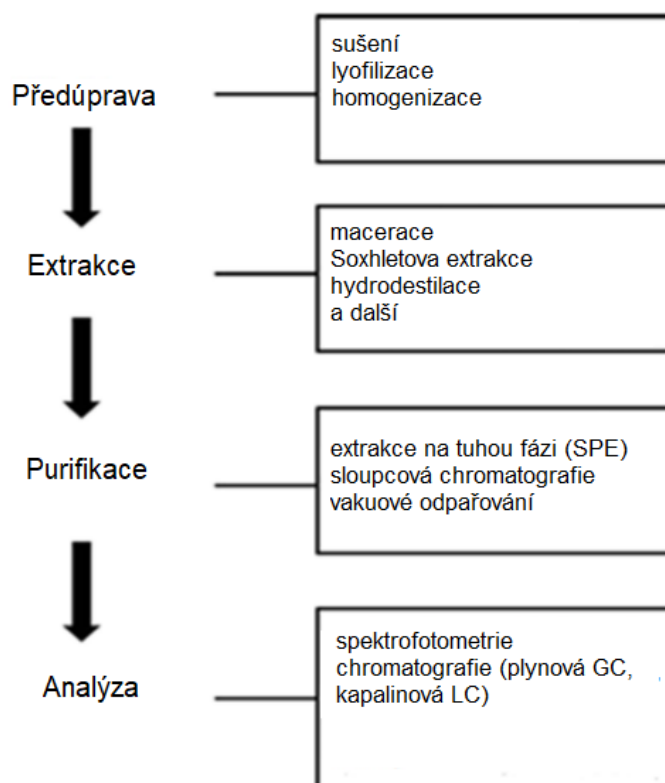 Předúprava
sušení
lyofilizace
homogenizace
Extrakce
macerace
Soxhletova extrakce
hydrodestilace
a další
Purifikace
extrakce na tuhou fázi (SPE)
sloupcová chromatografie
vakuové odpařování
Analýza
spektrofotometrie
chromatografie (plynová GC,
kapalinová LC)